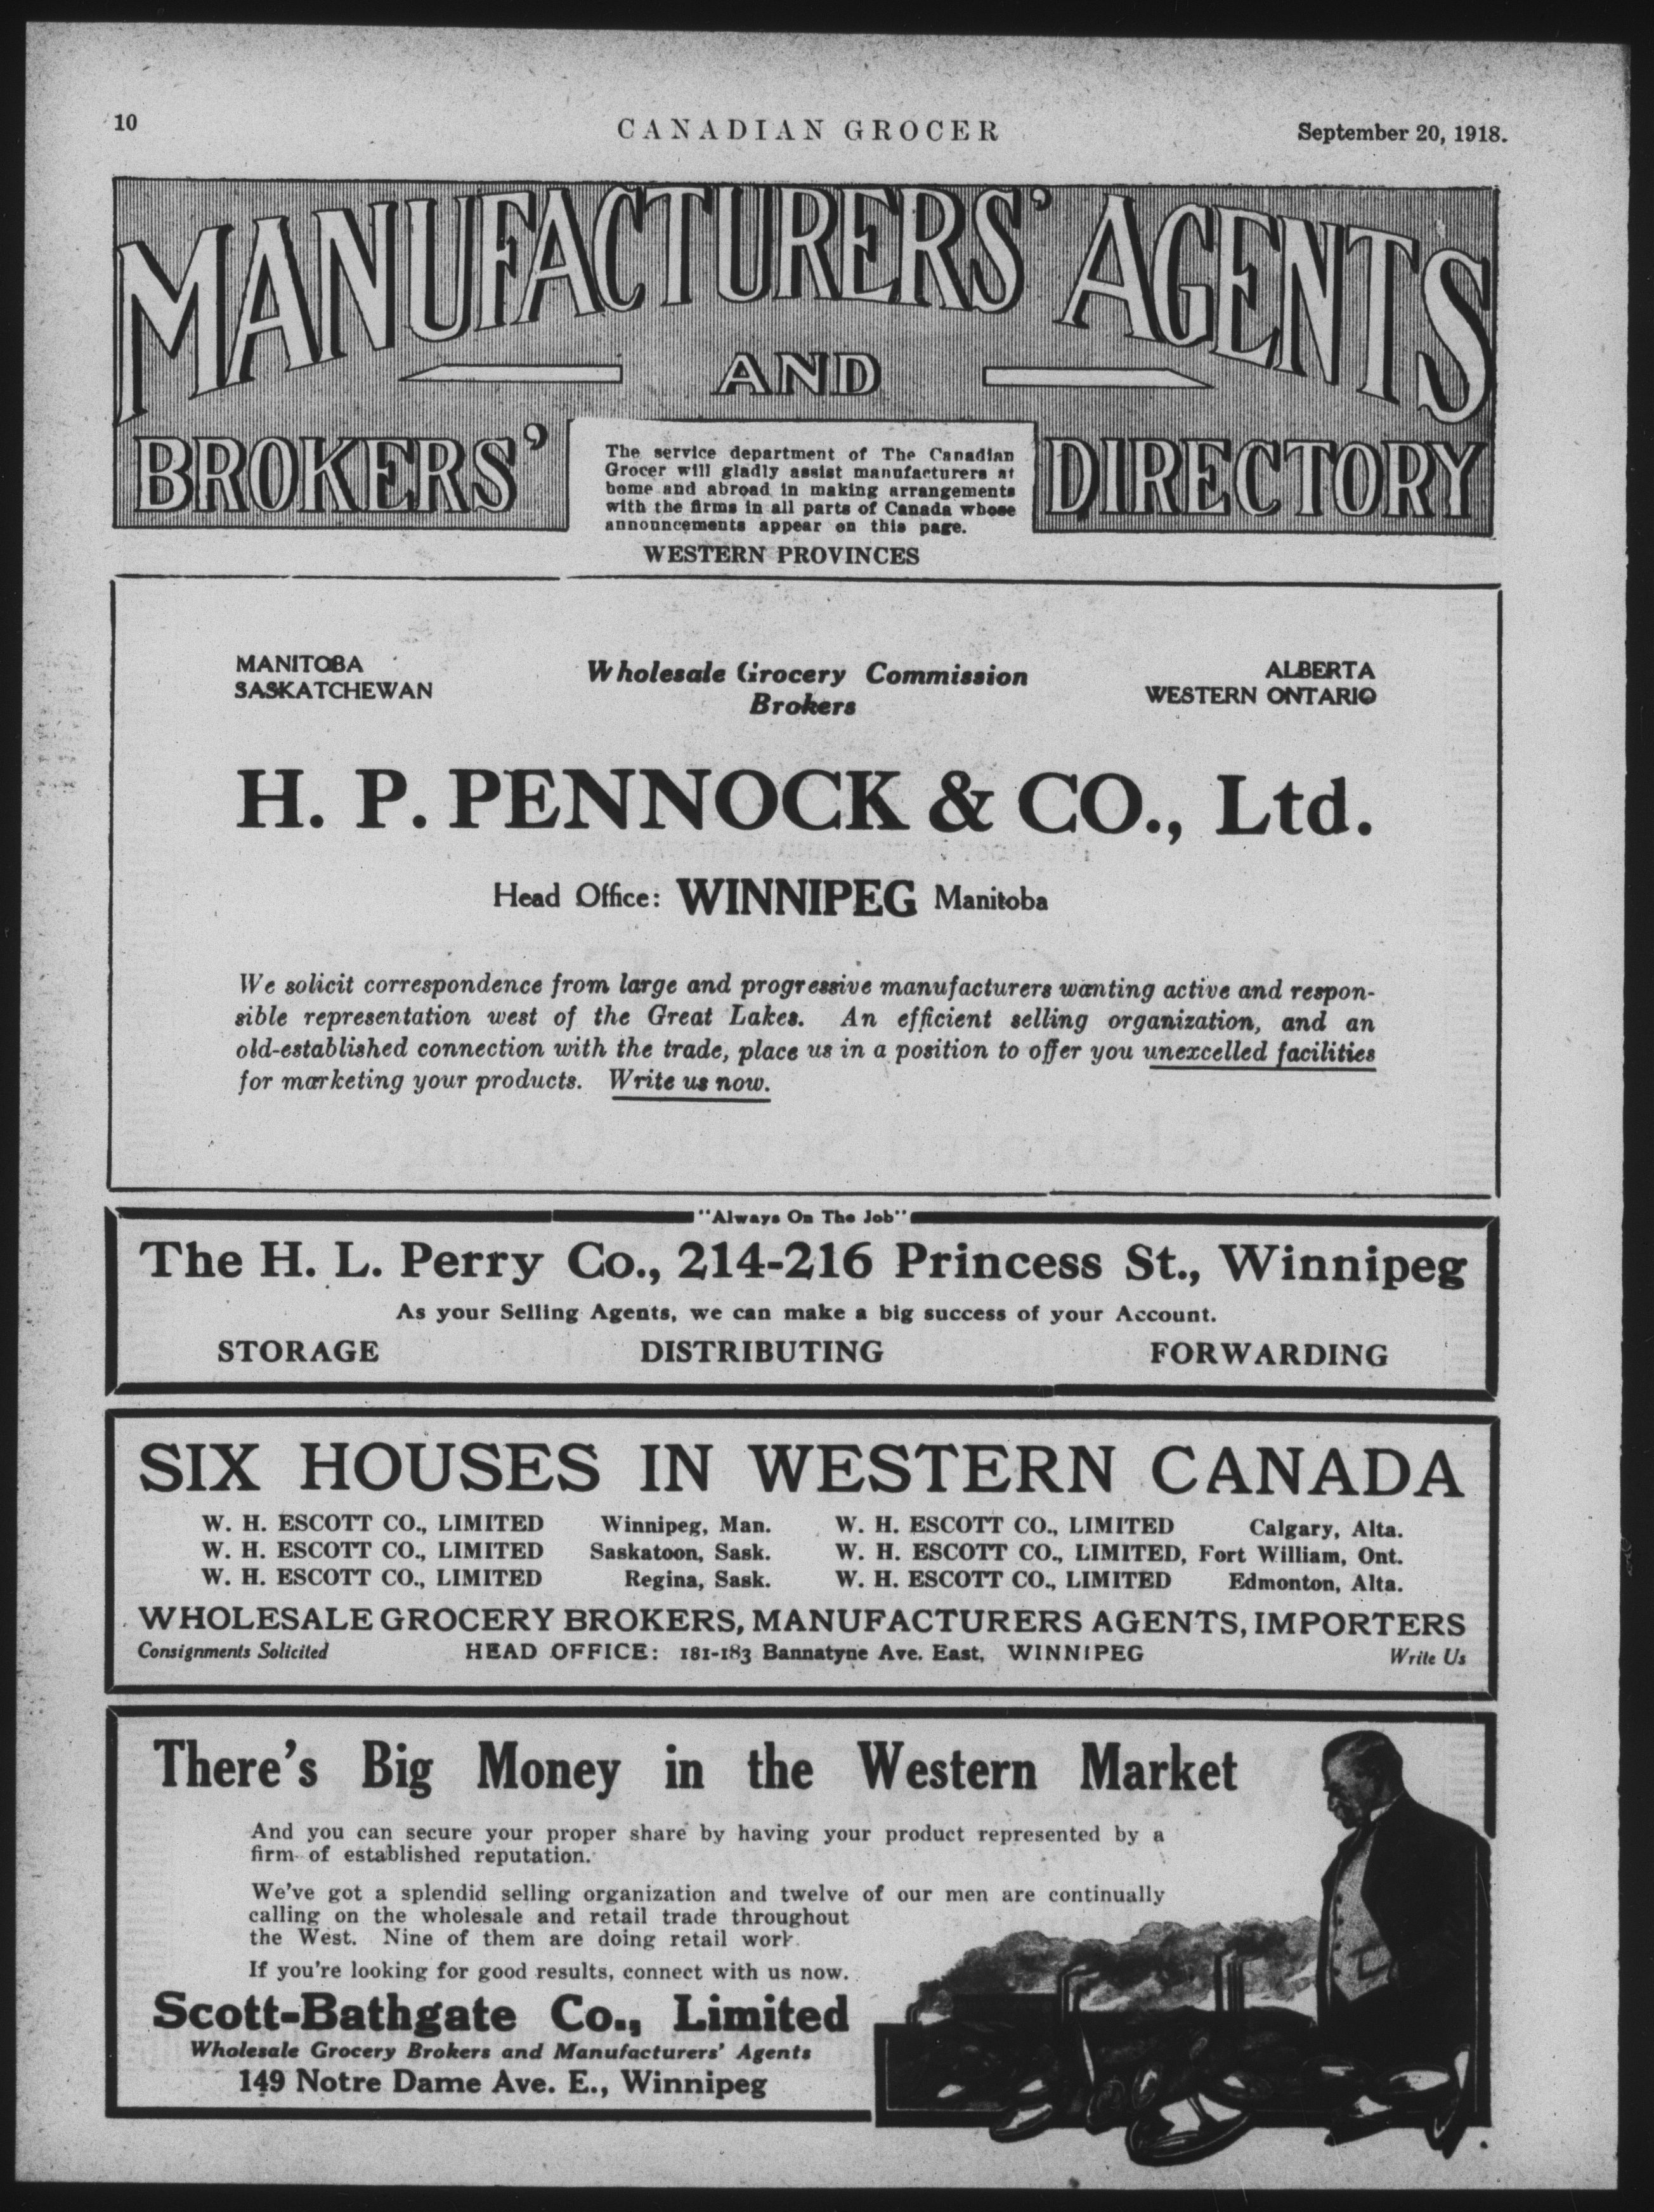 10
CANADIAN GROCER
September 20, 1918.
MANUFACTURERS' AGENTS
AND
BROKERS'
DIRECTORY
The service department of The Canadian
Grocer will gladly assist manufacturers at
home and abroad in making arrangements
with the firms in all parts of Canada whose
announcements appear on this page.
WESTERN PROVINCES
MANITOBA
SASKATCHEWAN
Wholesale Grocery Commission
Brokers
ALBERTA
WESTERN ONTARIO
H. P. PENNOCK & CO., Ltd.
Head Office: WINNIPEG Manitoba
We solicit correspondence from large and progressive manufacturers wanting active and respon-
sible representation west of the Great Lakes. An efficient selling organization, and an
old-established connection with the trade, place us in a position to offer you unexcelled facilities
for marketing your products. Write us now.
"Always On The Job"
The H. L. Perry Co., 214-216 Princess St., Winnipeg
As your Selling Agents, we can make a big success of your Account.
STORAGE DISTRIBUTING FORWARDING
SIX HOUSES IN WESTERN CANADA
W. H. ESCOTT CO., LIMITED Winnipeg, Man.
W. H. ESCOTT CO., LIMITED Saskatoon, Sask.
W. H. ESCOTT CO., LIMITED Regina, Sask.
W. H. ESCOTT CO., LIMITED Calgary, Alta.
W. H. ESCOTT CO., LIMITED, Fort William, Ont.
W. H. ESCOTT CO., LIMITED Edmonton, Alta.
WHOLESALE GROCERY BROKERS, MANUFACTURERS AGENTS, IMPORTERS
Consignments Solicited HEAD OFFICE: 181-183 Bannatyne Ave. East, WINNIPEG Write Us
There's Big Money in the Western Market
And you can secure your proper share by having your product represented by a
firm of established reputation.
We've got a splendid selling organization and twelve of our men are continually
calling on the wholesale and retail trade throughout
the West. Nine of them are doing retail work.
If you're looking for good results, connect with us now.
Scott-Bathgate Co., Limited
Wholesale Grocery Brokers and Manufacturers' Agents
149 Notre Dame Ave. E., Winnipeg